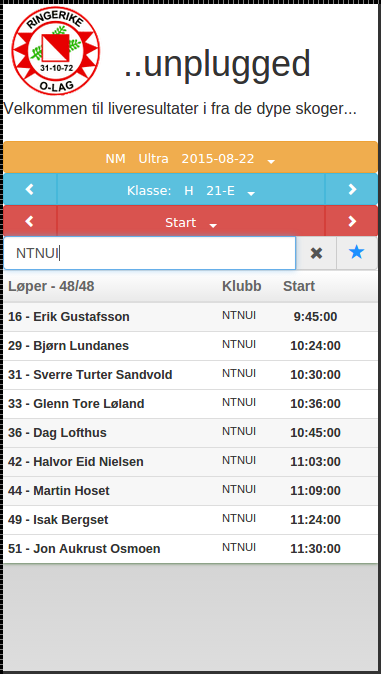 RINGERIKE
31-10-72
O-LAG
..unplugged
Velkommen til liveresultater i fra de dype skoger...
NM Ultra 2015-08-22
Klasse: H 21-E
Start
NTNUI
Løper - 48/48 Klubb Start
16 - Erik Gustafsson NTNUI 9:45:00
29 - Bjørn Lundanes NTNUI 10:24:00
31 - Sverre Turter Sandvold NTNUI 10:30:00
33 - Glenn Tore Løland NTNUI 10:36:00
36 - Dag Lofthus NTNUI 10:45:00
42 - Halvor Eid Nielsen NTNUI 11:03:00
44 - Martin Hoset NTNUI 11:09:00
49 - Isak Bergset NTNUI 11:24:00
51 - Jon Aukrust Osmoen NTNUI 11:30:00